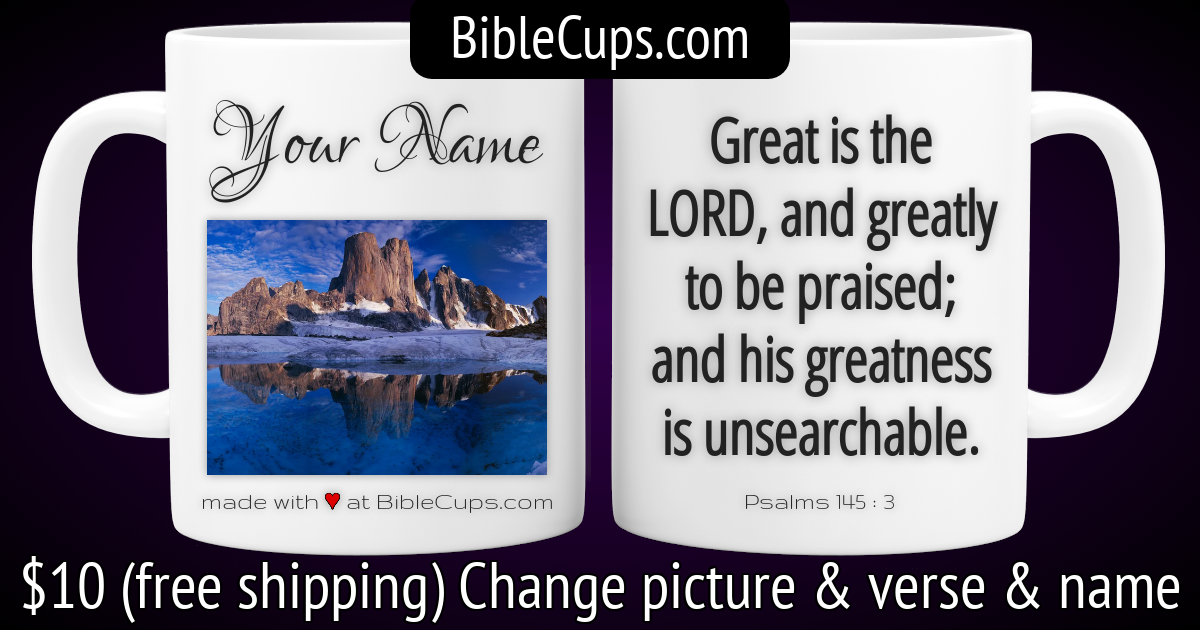 BibleCups.com
Your Name
made with ♥ at BibleCups.com
Great is the
LORD, and greatly
to be praised;
and his greatness
is unsearchable.
Psalms 145 : 3
$10 (free shipping) Change picture & verse & name